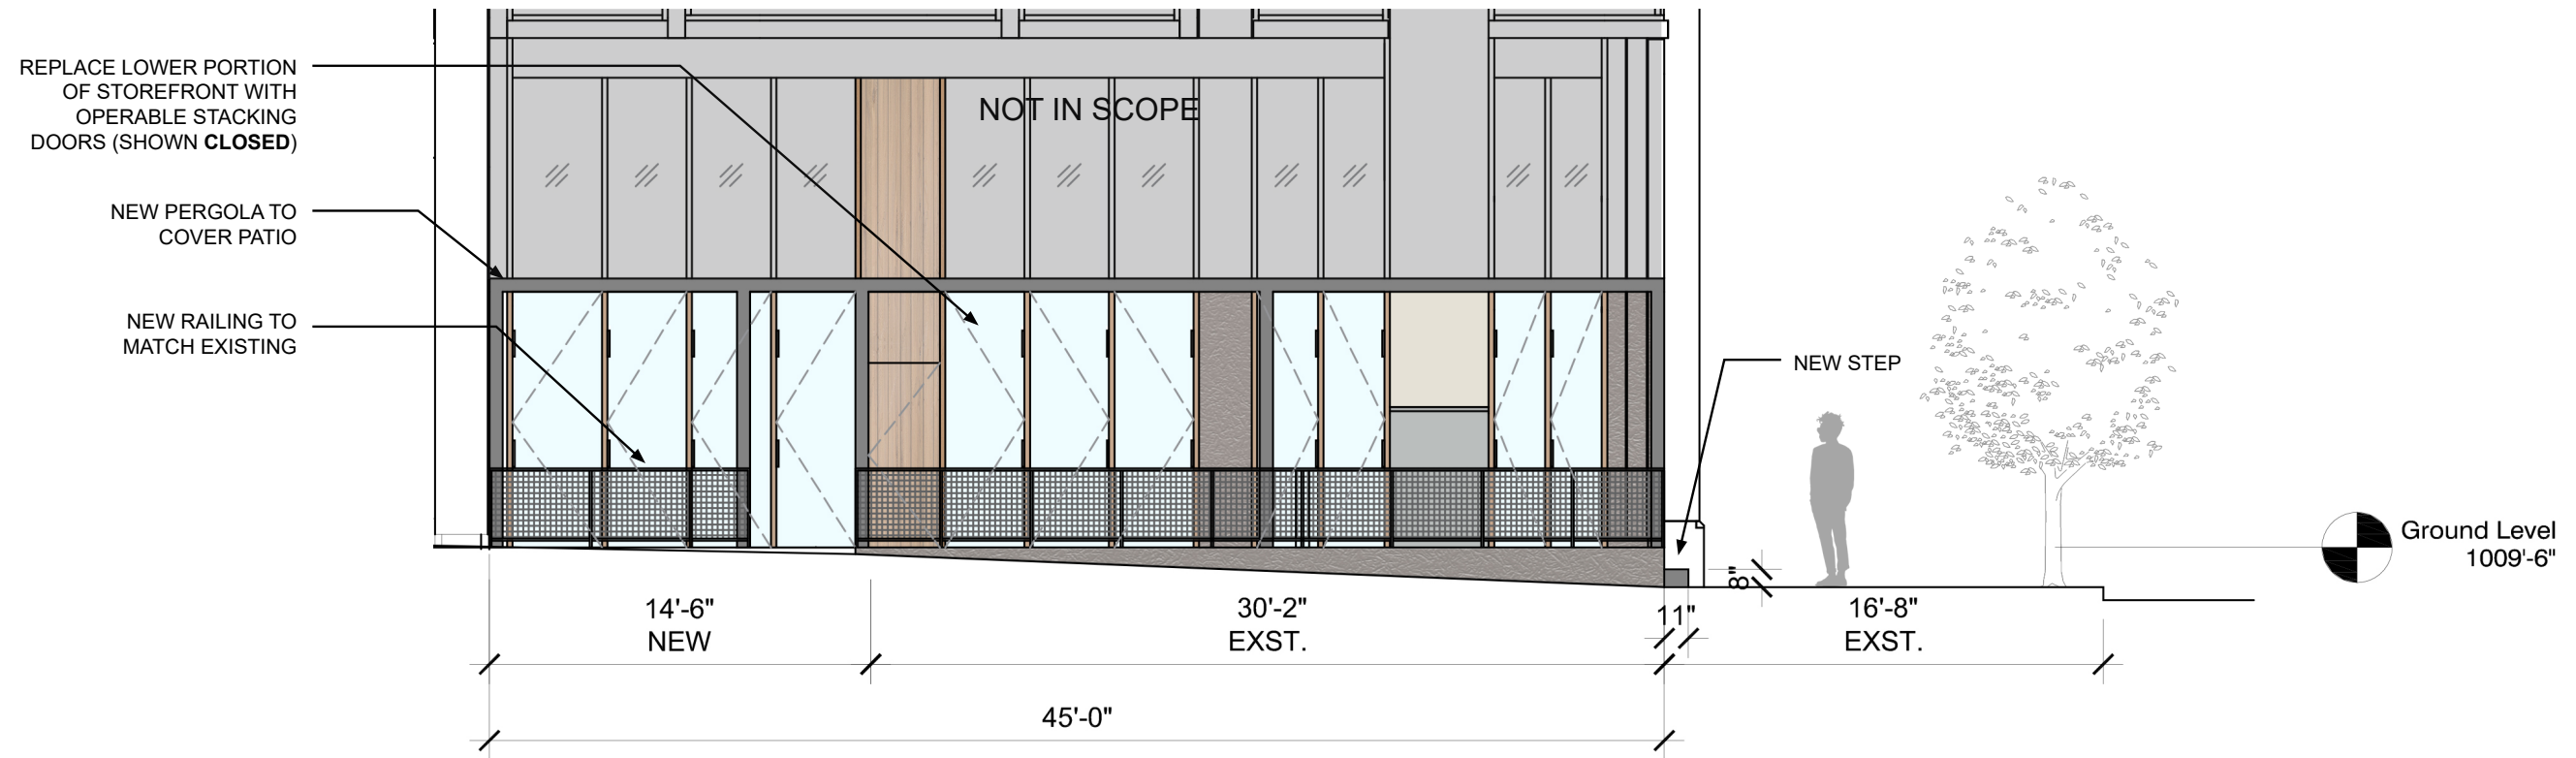 REPLACE LOWER PORTION
OF STOREFRONT WITH
OPERABLE STACKING
DOORS (SHOWN CLOSED)
NOT IN SCOPE
NEW PERGOLA TO
COVER PATIO
NEW RAILING TO
MATCH EXISTING
NEW STEP
Ground Level
1009'-6"
8"
14'-6"
NEW
30'-2"
EXST.
11"
16'-8"
EXST.
45'-0"